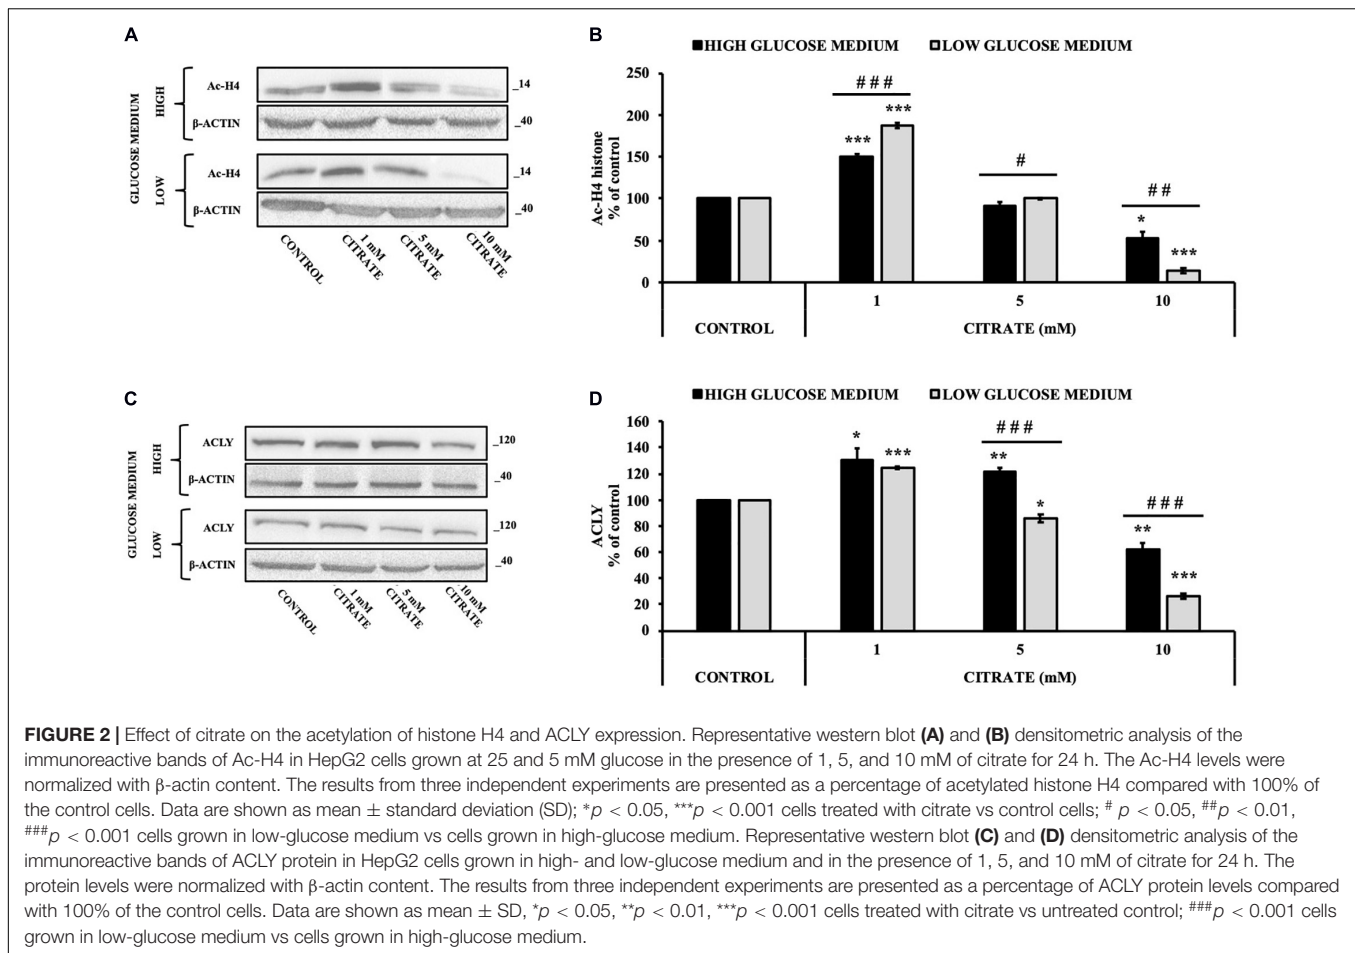 A
GLUCOSE MEDIUM
HIGH
Ac-H4
_14
β-ACTIN
_40
LOW
Ac-H4
_14
β-ACTIN
_40
CONTROL
1 mM
CITRATE
5 mM
CITRATE
10 mM
CITRATE
B
HIGH GLUCOSE MEDIUM
LOW GLUCOSE MEDIUM
Ac-H4 histone
% of control
250
200
150
100
50
0
# # #
***
***
#
# #
*
***
1
5
10
CONTROL
CITRATE (mM)
C
GLUCOSE MEDIUM
HIGH
ACLY
_120
β-ACTIN
_40
LOW
ACLY
_120
β-ACTIN
_40
CONTROL
1 mM
CITRATE
5 mM
CITRATE
10 mM
CITRATE
D
HIGH GLUCOSE MEDIUM
LOW GLUCOSE MEDIUM
ACLY
% of control
160
140
120
100
80
60
40
20
0
*
***
# # #
**
*
# # #
**
***
1
5
10
CONTROL
CITRATE (mM)
FIGURE 2 | Effect of citrate on the acetylation of histone H4 and ACLY expression. Representative western blot (A) and (B) densitometric analysis of the
immunoreactive bands of Ac-H4 in HepG2 cells grown at 25 and 5 mM glucose in the presence of 1, 5, and 10 mM of citrate for 24 h. The Ac-H4 levels were
normalized with β-actin content. The results from three independent experiments are presented as a percentage of acetylated histone H4 compared with 100% of
the control cells. Data are shown as mean ± standard deviation (SD); *p < 0.05, ***p < 0.001 cells treated with citrate vs control cells; # p < 0.05, ##p < 0.01,
###p < 0.001 cells grown in low-glucose medium vs cells grown in high-glucose medium. Representative western blot (C) and (D) densitometric analysis of the
immunoreactive bands of ACLY protein in HepG2 cells grown in high- and low-glucose medium and in the presence of 1, 5, and 10 mM of citrate for 24 h. The
protein levels were normalized with β-actin content. The results from three independent experiments are presented as a percentage of ACLY protein levels compared
with 100% of the control cells. Data are shown as mean ± SD, *p < 0.05, **p < 0.01, ***p < 0.001 cells treated with citrate vs untreated control; ###p < 0.001 cells
grown in low-glucose medium vs cells grown in high-glucose medium.